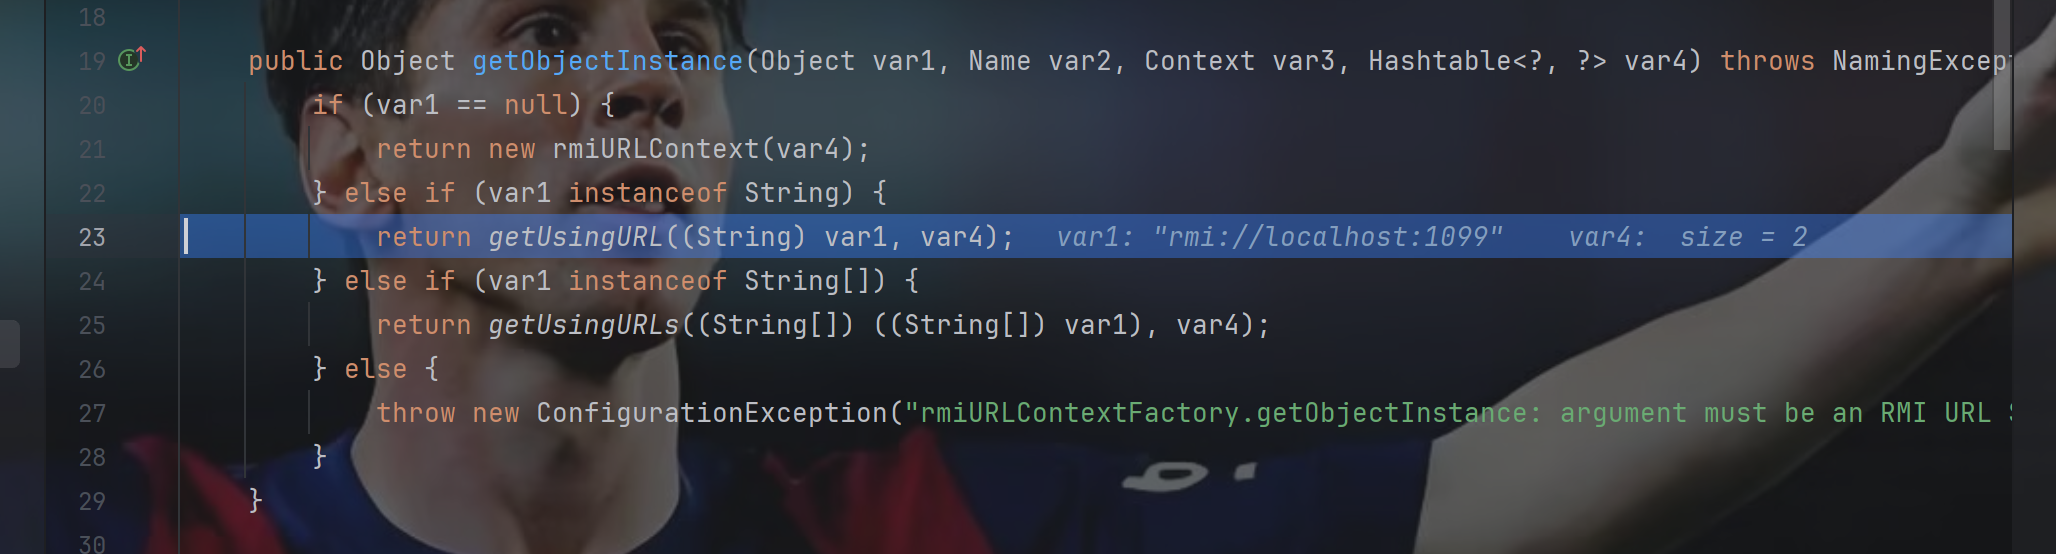 18
19 public Object getObjectInstance(Object var1, Name var2, Context var3, Hashtable<?, ?> var4) throws NamingExcep
20 if (var1 == null) {
21 return new rmiURLContext(var4);
22 } else if (var1 instanceof String) {
23 return getUsingURL((String) var1, var4); var1: "rmi://localhost:1099" var4: size = 2
24 } else if (var1 instanceof String[]) {
25 return getUsingURLs((String[]) ((String[]) var1), var4);
26 } else {
27 throw new ConfigurationException("rmiURLContextFactory.getObjectInstance: argument must be an RMI URL
28 }
29 }
30